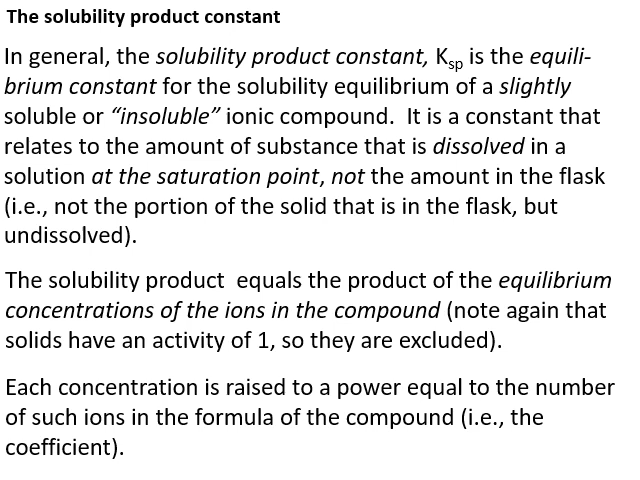 The solubility product constant
In general, the solubility product constant, Ksp is the equili-
brium constant for the solubility equilibrium of a slightly
soluble or “insoluble” ionic compound.  It is a constant that
relates to the amount of substance that is dissolved in a
solution at the saturation point, not the amount in the flask
(i.e., not the portion of the solid that is in the flask, but
undissolved).
The solubility product  equals the product of the equilibrium
concentrations of the ions in the compound (note again that
solids have an activity of 1, so they are excluded).
Each concentration is raised to a power equal to the number
of such ions in the formula of the compound (i.e., the
coefficient).